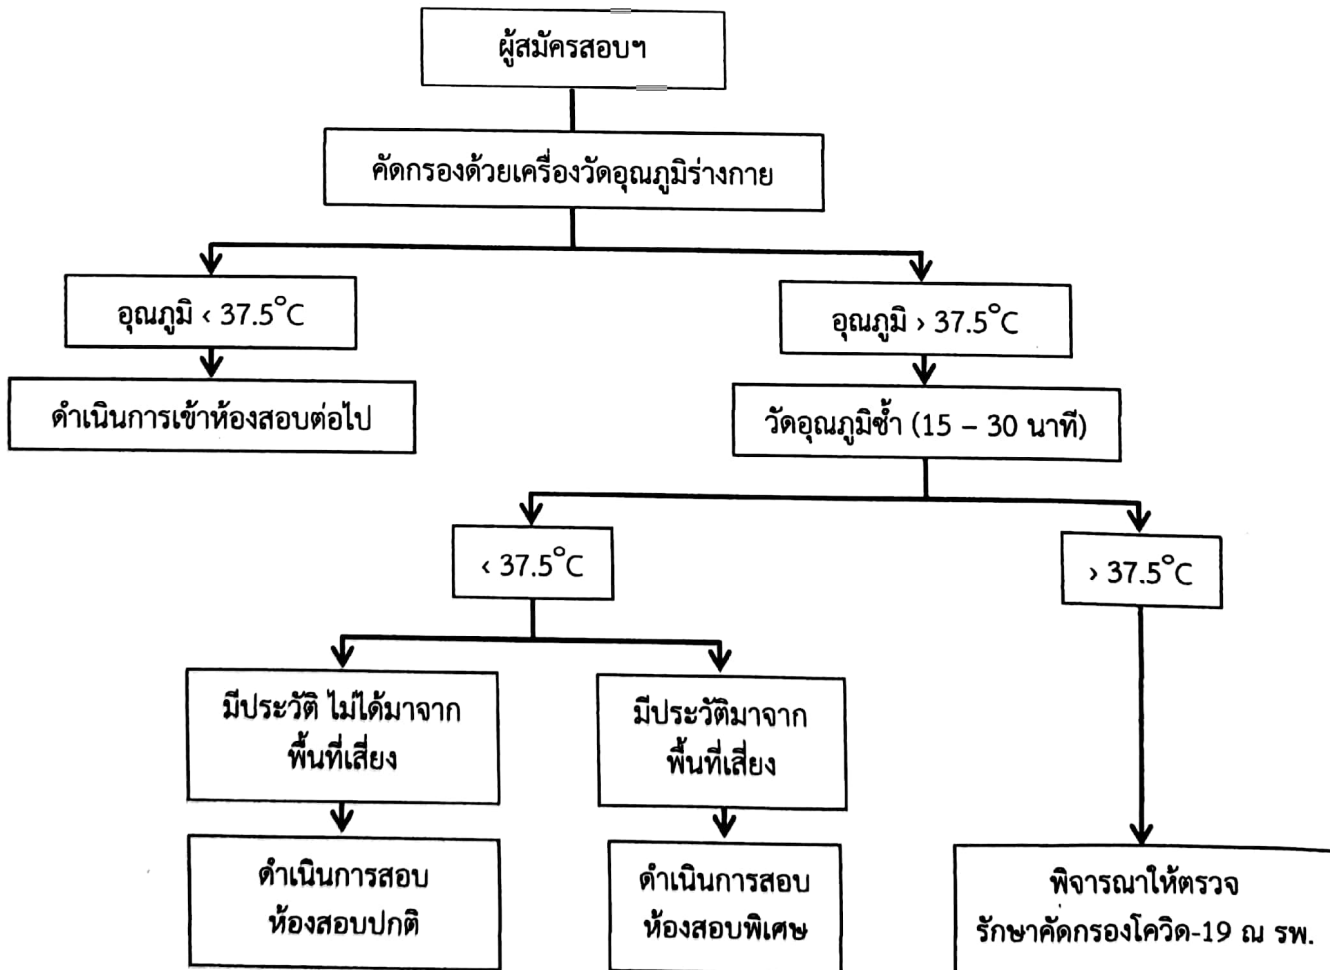 ผู้สมัครสอบฯ
คัดกรองด้วยเครื่องวัดอุณภูมิร่างกาย
อุณภูมิ < 37.5°C
อุณภูมิ > 37.5°C
ดำเนินการเข้าห้องสอบต่อไป
วัดอุณภูมิซ้ำ (15 – 30 นาที)
< 37.5°C
> 37.5°C
มีประวัติ ไม่ได้มาจาก
พื้นที่เสี่ยง
มีประวัติมาจาก
พื้นที่เสี่ยง
ดำเนินการสอบ
ห้องสอบปกติ
ดำเนินการสอบ
ห้องสอบพิเศษ
พิจารณาให้ตรวจ
รักษาคัดกรองโควิด-19 ณ รพ.